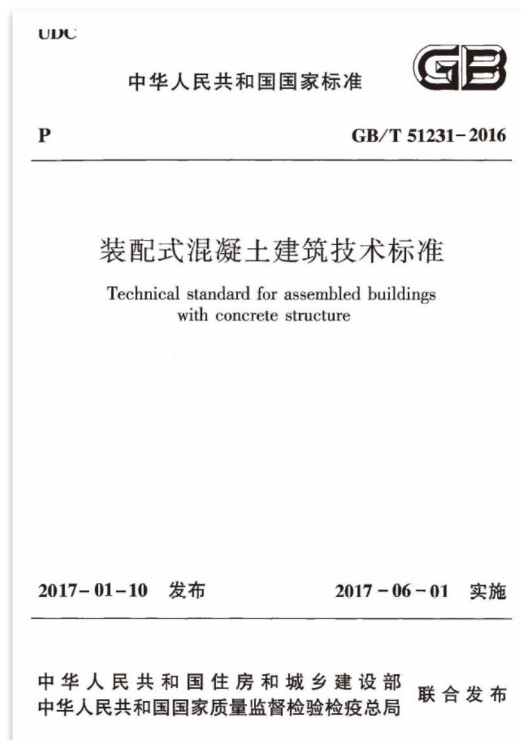 UDC
中华人民共和国国家标准
GB
P
GB/T 51231-2016
装配式混凝土建筑技术标准
Technical standard for assembled buildings
with concrete structure
2017-01-10 发布
2017-06-01 实施
中华人民共和国住房和城乡建设部
中华人民共和国国家质量监督检验检疫总局
联合发布